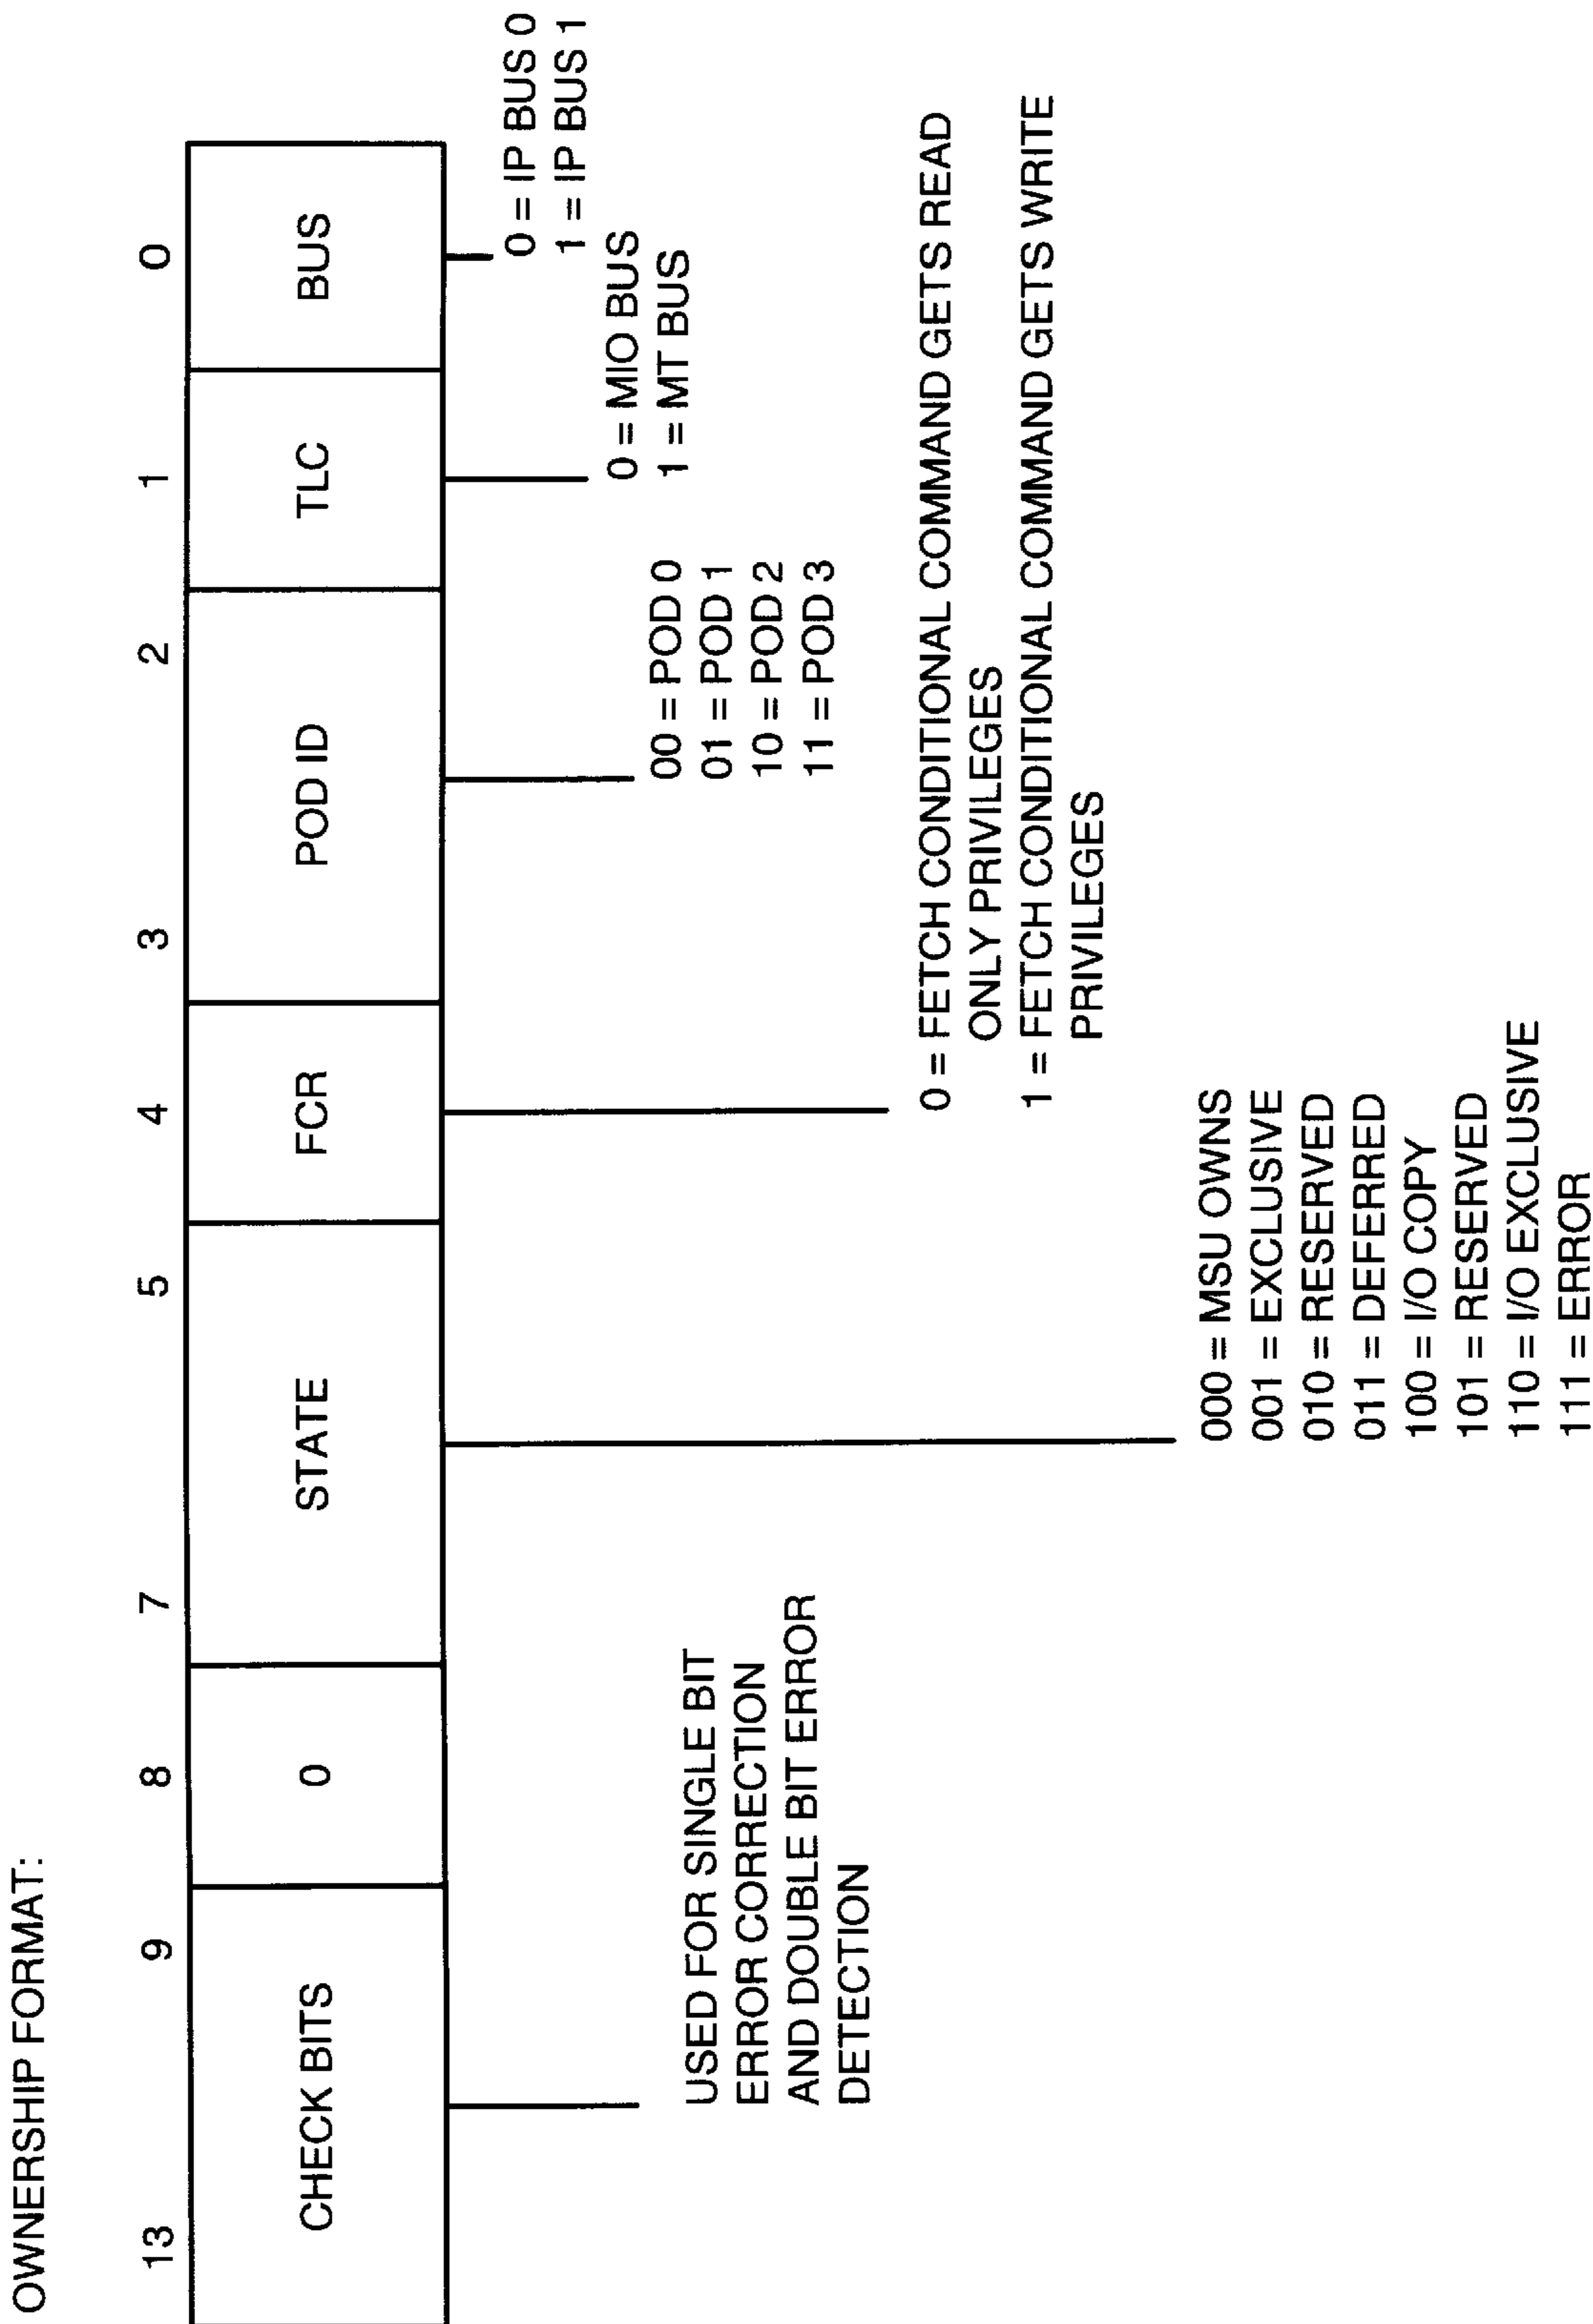 OWNERSHIP FORMAT:
13 9 8 7 5 4 3 2 1 0
CHECK BITS 0 STATE FCR POD ID TLC BUS
USED FOR SINGLE BIT
ERROR CORRECTION
AND DOUBLE BIT ERROR
DETECTION
000 = MSU OWNS
001 = EXCLUSIVE
010 = RESERVED
011 = DEFERRED
100 = I/O COPY
101 = RESERVED
110 = I/O EXCLUSIVE
111 = ERROR
0 = FETCH CONDITIONAL COMMAND GETS READ
ONLY PRIVILEGES
1 = FETCH CONDITIONAL COMMAND GETS WRITE
PRIVILEGES
00 = POD 0
01 = POD 1
10 = POD 2
11 = POD 3
0 = MIO BUS
1 = MT BUS
0 = IP BUS 0
1 = IP BUS 1